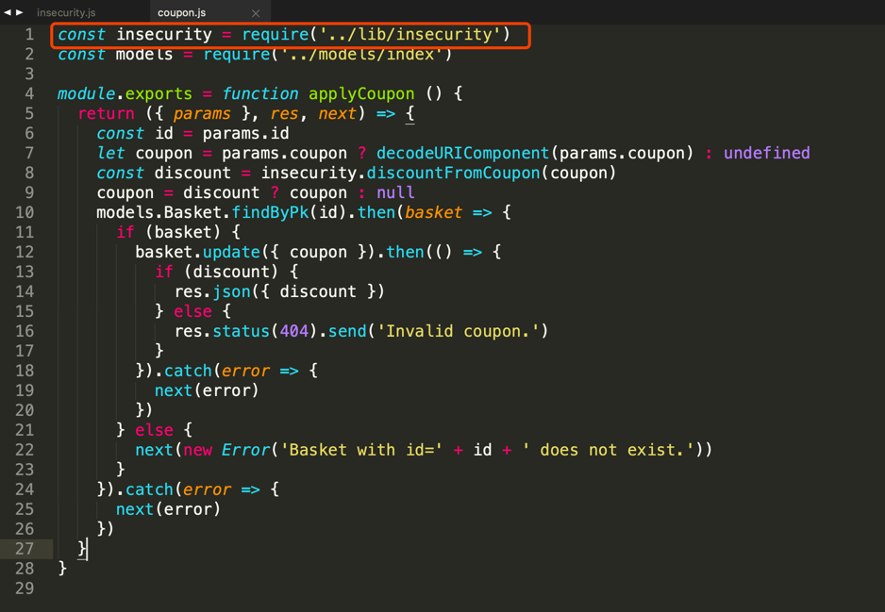 insecurity.js coupon.js
1 const insecurity = require('../lib/insecurity')
2 const models = require('../models/index')
3
4 module.exports = function applyCoupon () {
5   return ({ params }, res, next) => {
6     const id = params.id
7     let coupon = params.coupon ? decodeURIComponent(params.coupon) : undefined
8     const discount = insecurity.discountFromCoupon(coupon)
9     coupon = discount ? coupon : null
10     models.Basket.findByPk(id).then(basket => {
11       if (basket) {
12         basket.update({ coupon }).then(() => {
13           if (discount) {
14             res.json({ discount })
15           } else {
16             res.status(404).send('Invalid coupon.')
17           }
18         }).catch(error => {
19           next(error)
20         })
21       } else {
22         next(new Error('Basket with id=' + id + ' does not exist.'))
23       }
24     }).catch(error => {
25       next(error)
26     })
27   }
28 }
29